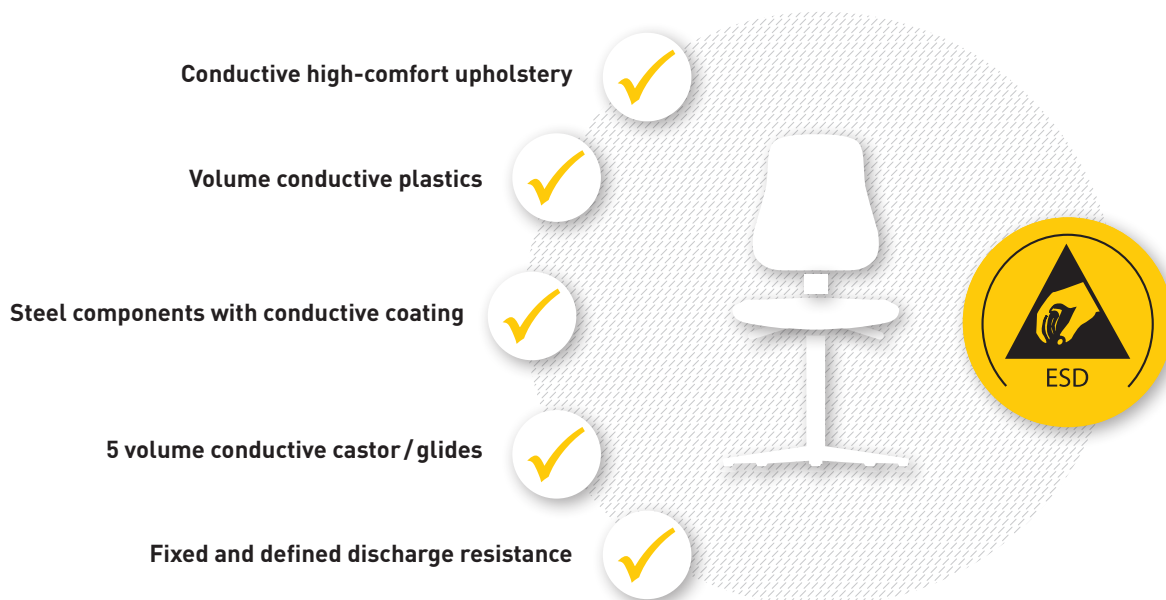 Conductive high-comfort upholstery
Volume conductive plastics
Steel components with conductive coating
5 volume conductive castor / glides
Fixed and defined discharge resistance
ESD